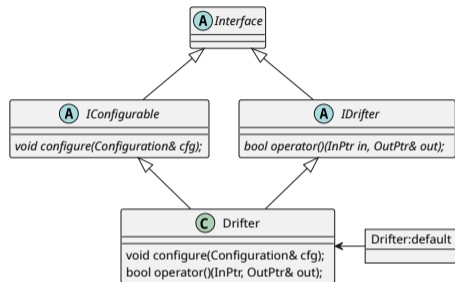 A Interface
A IConfigurable
void configure(Configuration& cfg);
A IDrifter
bool operator()(InPtr in, OutPtr& out);
C Drifter
void configure(Configuration& cfg);
bool operator()(InPtr, OutPtr& out);
Drifter:default